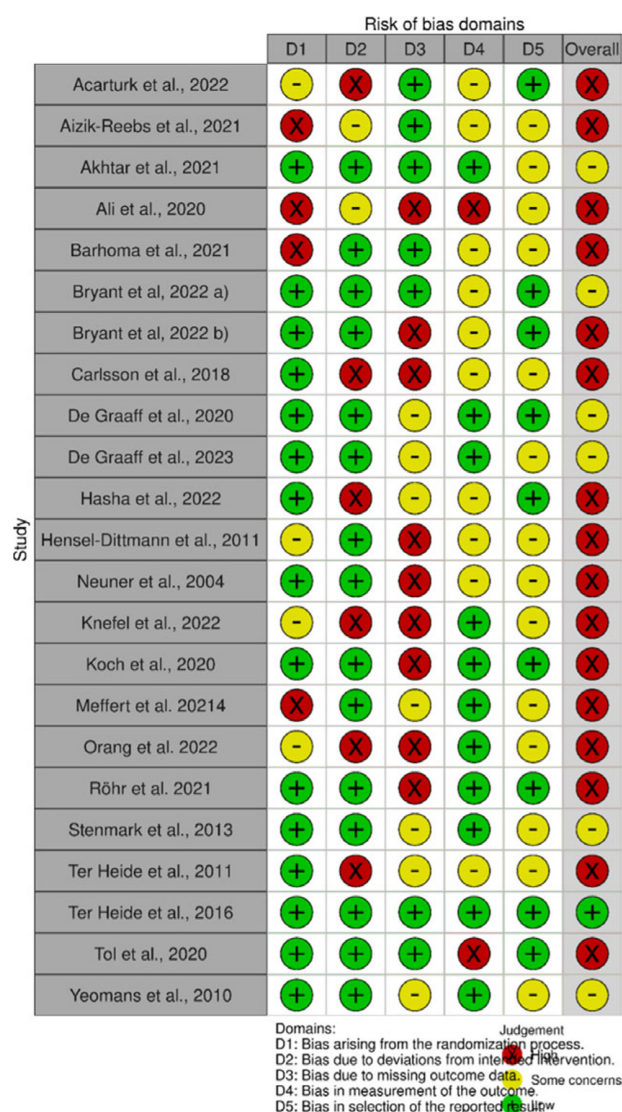 Risk of bias domains
D1 D2 D3 D4 D5 Overall
Study
Acarturk et al., 2022 - X + - + X
Aizik-Reebs et al., 2021 X - + - - X
Akhtar et al., 2021 + + + + - -
Ali et al., 2020 X - X X - X
Barhoma et al., 2021 X + + - - X
Bryant et al, 2022 a) + + + - + -
Bryant et al, 2022 b) + + X - + X
Carlsson et al., 2018 + X X - - X
De Graaff et al., 2020 + + - + + -
De Graaff et al., 2023 + + - + - -
Hasha et al., 2022 + X - - + X
Hensel-Dittmann et al., 2011 - + X - - X
Neuner et al., 2004 + + X - - X
Knefel et al., 2022 - X X + - X
Koch et al., 2020 + + X + + X
Meffert et al. 20214 X + - + - X
Orang et al. 2022 - X X + - X
Röhr et al. 2021 + + X + + X
Stenmark et al., 2013 + + - + - -
Ter Heide et al., 2011 + X - - - X
Ter Heide et al., 2016 + + + + + +
Tol et al., 2020 + + + X + X
Yeomans et al., 2010 + + - + - -
Domains:
D1: Bias arising from the randomization process.
D2: Bias due to deviations from intended intervention.
D3: Bias due to missing outcome data.
D4: Bias in measurement of the outcome.
D5: Bias in selection of the reported result.
Judgement
X High
- Some concerns
+ Low